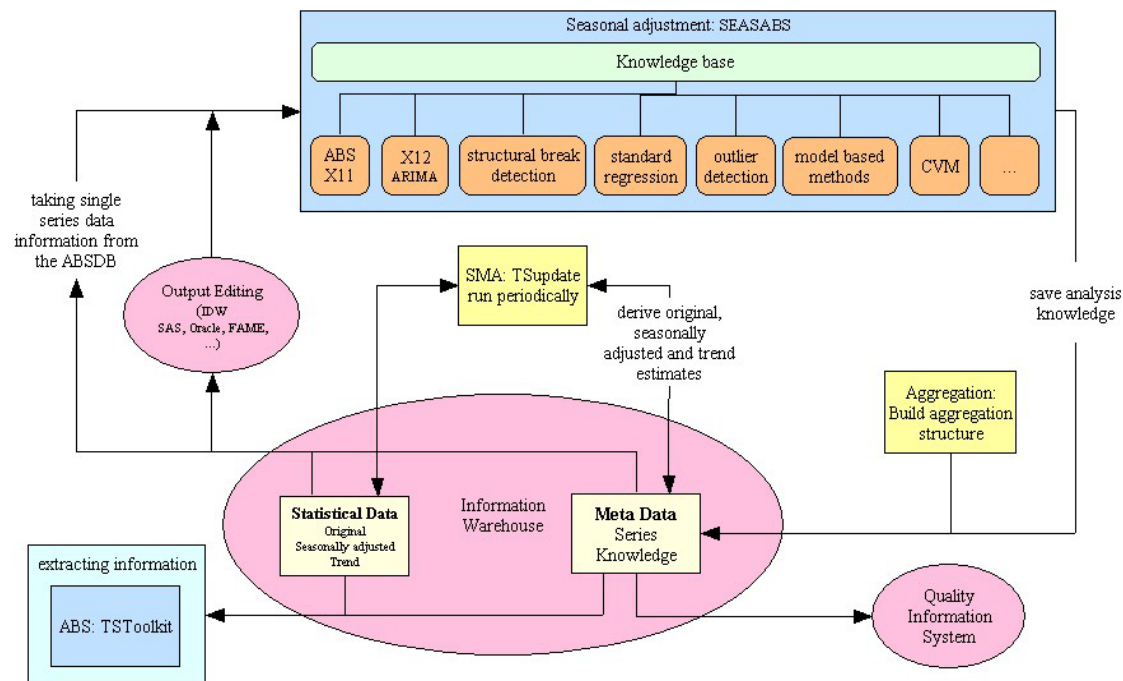 Seasonal adjustment: SEASABS
Knowledge base
ABS
X11
X12
ARIMA
structural break
detection
standard
regression
outlier
detection
model based
methods
CVM
...
taking single
series data
information from
the ABSDB
Output Editing
(IDW
SAS, Oracle, FAME,
...)
SMA: TSupdate
run periodically
derive original,
seasonally
adjusted and trend
estimates
save analysis
knowledge
Aggregation:
Build aggregation
structure
Information
Warehouse
Statistical Data
Original
Seasonally adjusted
Trend
Meta Data
Series
Knowledge
extracting information
ABS: TSToolkit
Quality
Information
System